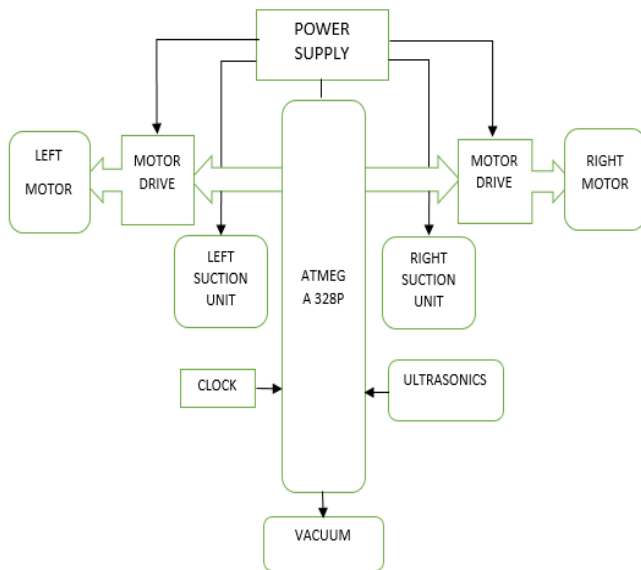 POWER
SUPPLY
LEFT
MOTOR
MOTOR
DRIVE
MOTOR
DRIVE
RIGHT
MOTOR
LEFT
SUCTION
UNIT
ATMEG
A 328P
RIGHT
SUCTION
UNIT
CLOCK
ULTRASONICS
VACUUM